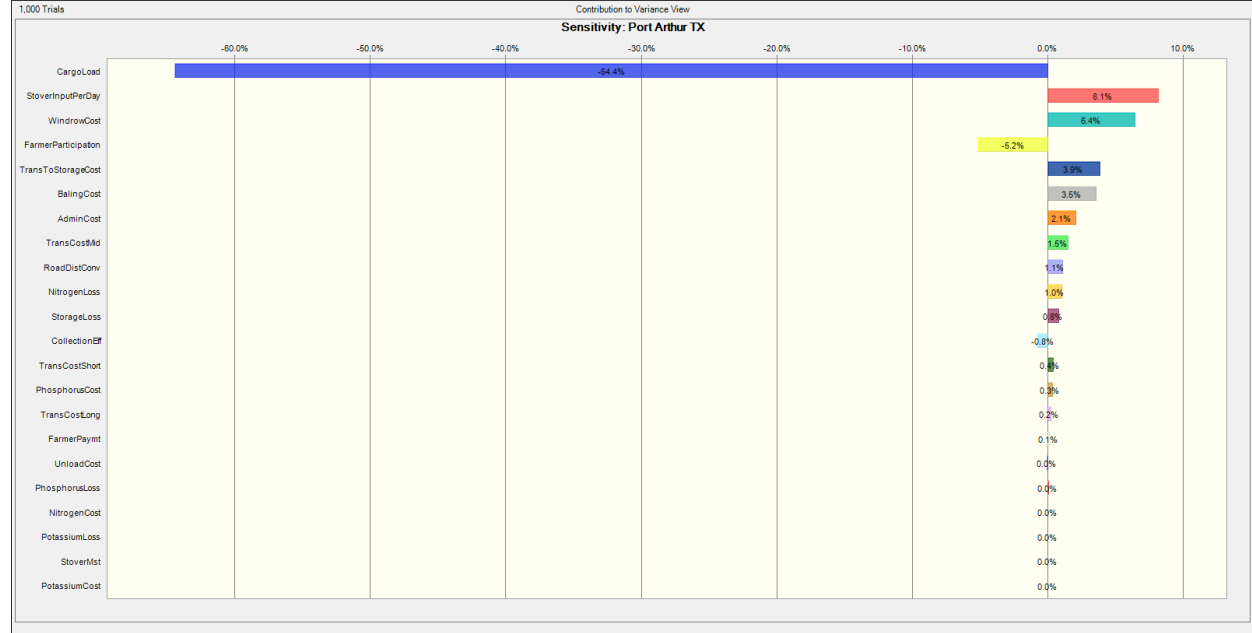 1,000 Trials Contribution to Variance View
Sensitivity: Port Arthur TX
-60.0% -50.0% -40.0% -30.0% -20.0% -10.0% 0.0% 10.0%
CargoLoad -64.4%
StoverInputPerDay 8.1%
WindrowCost 6.4%
FarmerParticipation -5.2%
TransToStorageCost 3.9%
BalingCost 3.5%
AdminCost 2.1%
TransCostMid 1.5%
RoadDistConv 1.1%
NitrogenLoss 1.0%
StorageLoss 0.8%
CollectionEff -0.8%
TransCostShort 0.4%
PhosphorusCost 0.3%
TransCostLong 0.2%
FarmerPaymt 0.1%
UnloadCost 0.0%
PhosphorusLoss 0.0%
NitrogenCost 0.0%
PotassiumLoss 0.0%
StoverMst 0.0%
PotassiumCost 0.0%